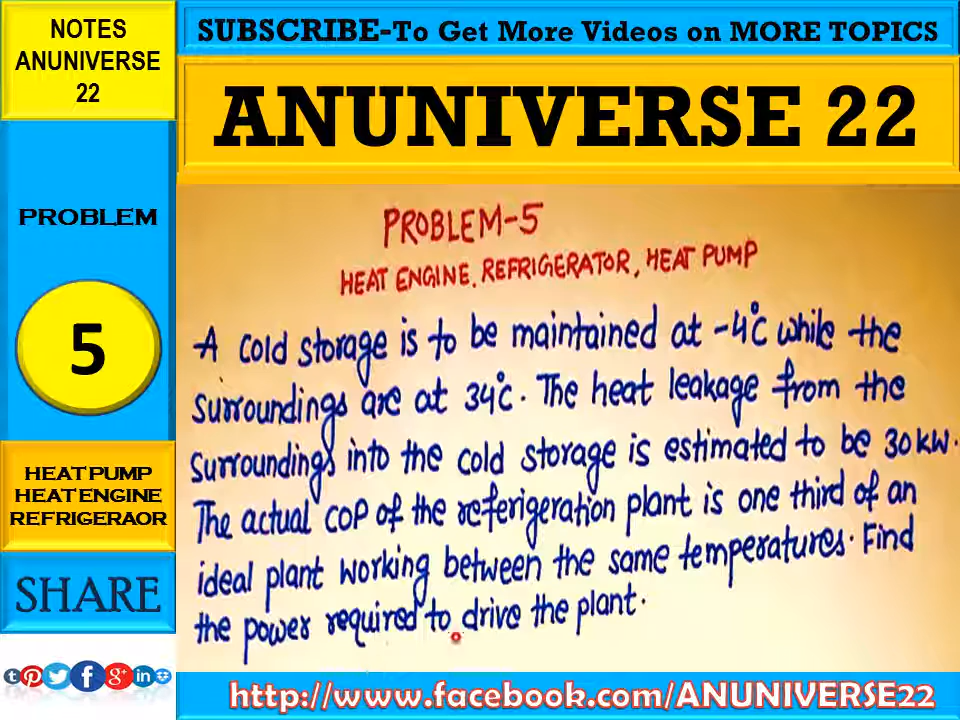 NOTES
ANUNIVERSE
22
SUBSCRIBE-To Get More Videos on MORE TOPICS
ANUNIVERSE 22
PROBLEM
5
HEAT PUMP
HEAT ENGINE
REFRIGERAOR
SHARE
PROBLEM-5
HEAT ENGINE, REFRIGERATOR, HEAT PUMP
A cold storage is to be maintained at -4°C while the
surroundings are at 34°C. The heat leakage from the
surroundings into the cold storage is estimated to be 30 kW.
The actual COP of the referigeration plant is one third of an
ideal plant working between the same temperatures. Find
the power required to drive the plant.
http://www.facebook.com/ANUNIVERSE22